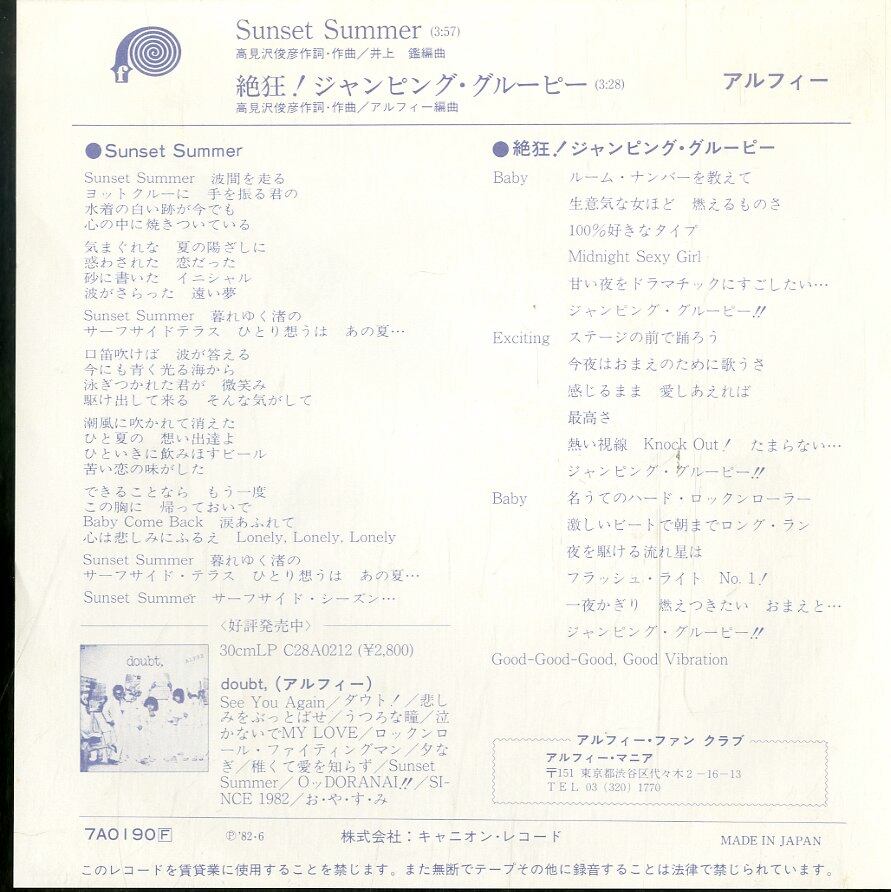 f
Sunset Summer (3:57)
高見沢俊彦作詞・作曲／井上 鑑編曲
絶狂！ジャンピング・グルーピー (3:28)
高見沢俊彦作詞・作曲／アルフィー編曲
アルフィー
●Sunset Summer
Sunset Summer 波間を走る
ヨットクルーに 手を振る君の
水着の白い跡が今でも
心の中に焼きついている
気まぐれな 夏の陽ざしに
惑わされた 恋だった
砂に書いた イニシャル
波がさらった 遠い夢
Sunset Summer 暮れゆく渚の
サーフサイドテラス ひとり想うは あの夏…
口笛吹けば 波が答える
今にも青く光る海から
泳ぎつかれた君が 微笑み
駆け出して来る そんな気がして
潮風に吹かれて消えた
ひと夏の 想い出達よ
ひといきに飲みほすビール
苦い恋の味がした
できることなら もう一度
この胸に 帰っておいで
Baby Come Back 涙あふれて
心は悲しみにふるえ Lonely, Lonely, Lonely
Sunset Summer 暮れゆく渚の
サーフサイド・テラス ひとり想うは あの夏…
Sunset Summer サーフサイド・シーズン…
〈好評発売中〉
doubt,
ALFEE
30cmLP C28A0212 (¥2,800)
doubt, (アルフィー)
See You Again／ダウト！／悲し
みをぶっとばせ／うつろな瞳／泣
かないでMY LOVE／ロックンロ
ール・ファイティングマン／夕な
ぎ／稚くて愛を知らず／Sunset
Summer／OッDORANAI!!／SI-
NCE 1982／お・や・す・み
●絶狂！ジャンピング・グルーピー
Baby ルーム・ナンバーを教えて
生意気な女ほど 燃えるものさ
100%好きなタイプ
Midnight Sexy Girl
甘い夜をドラマチックにすごしたい…
ジャンピング・グルーピー!!
Exciting ステージの前で踊ろう
今夜はおまえのために歌うさ
感じるまま 愛しあえれば
最高さ
熱い視線 Knock Out！ たまらない…
ジャンピング・グルーピー!!
Baby 名うてのハード・ロックンローラー
激しいビートで朝までロング・ラン
夜を駆ける流れ星は
フラッシュ・ライト No. 1！
一夜かぎり 燃えつきたい おまえと…
ジャンピング・グルーピー!!
Good-Good-Good, Good Vibration
アルフィー・ファン クラブ
アルフィー・マニア
〒151 東京都渋谷区代々木2-16-13
TEL 03 (320) 1770
7A0190F
Ⓟ'82・6
株式会社：キャニオン・レコード
MADE IN JAPAN
このレコードを賃貸業に使用することを禁じます。また無断でテープその他に録音することは法律で禁じられています。